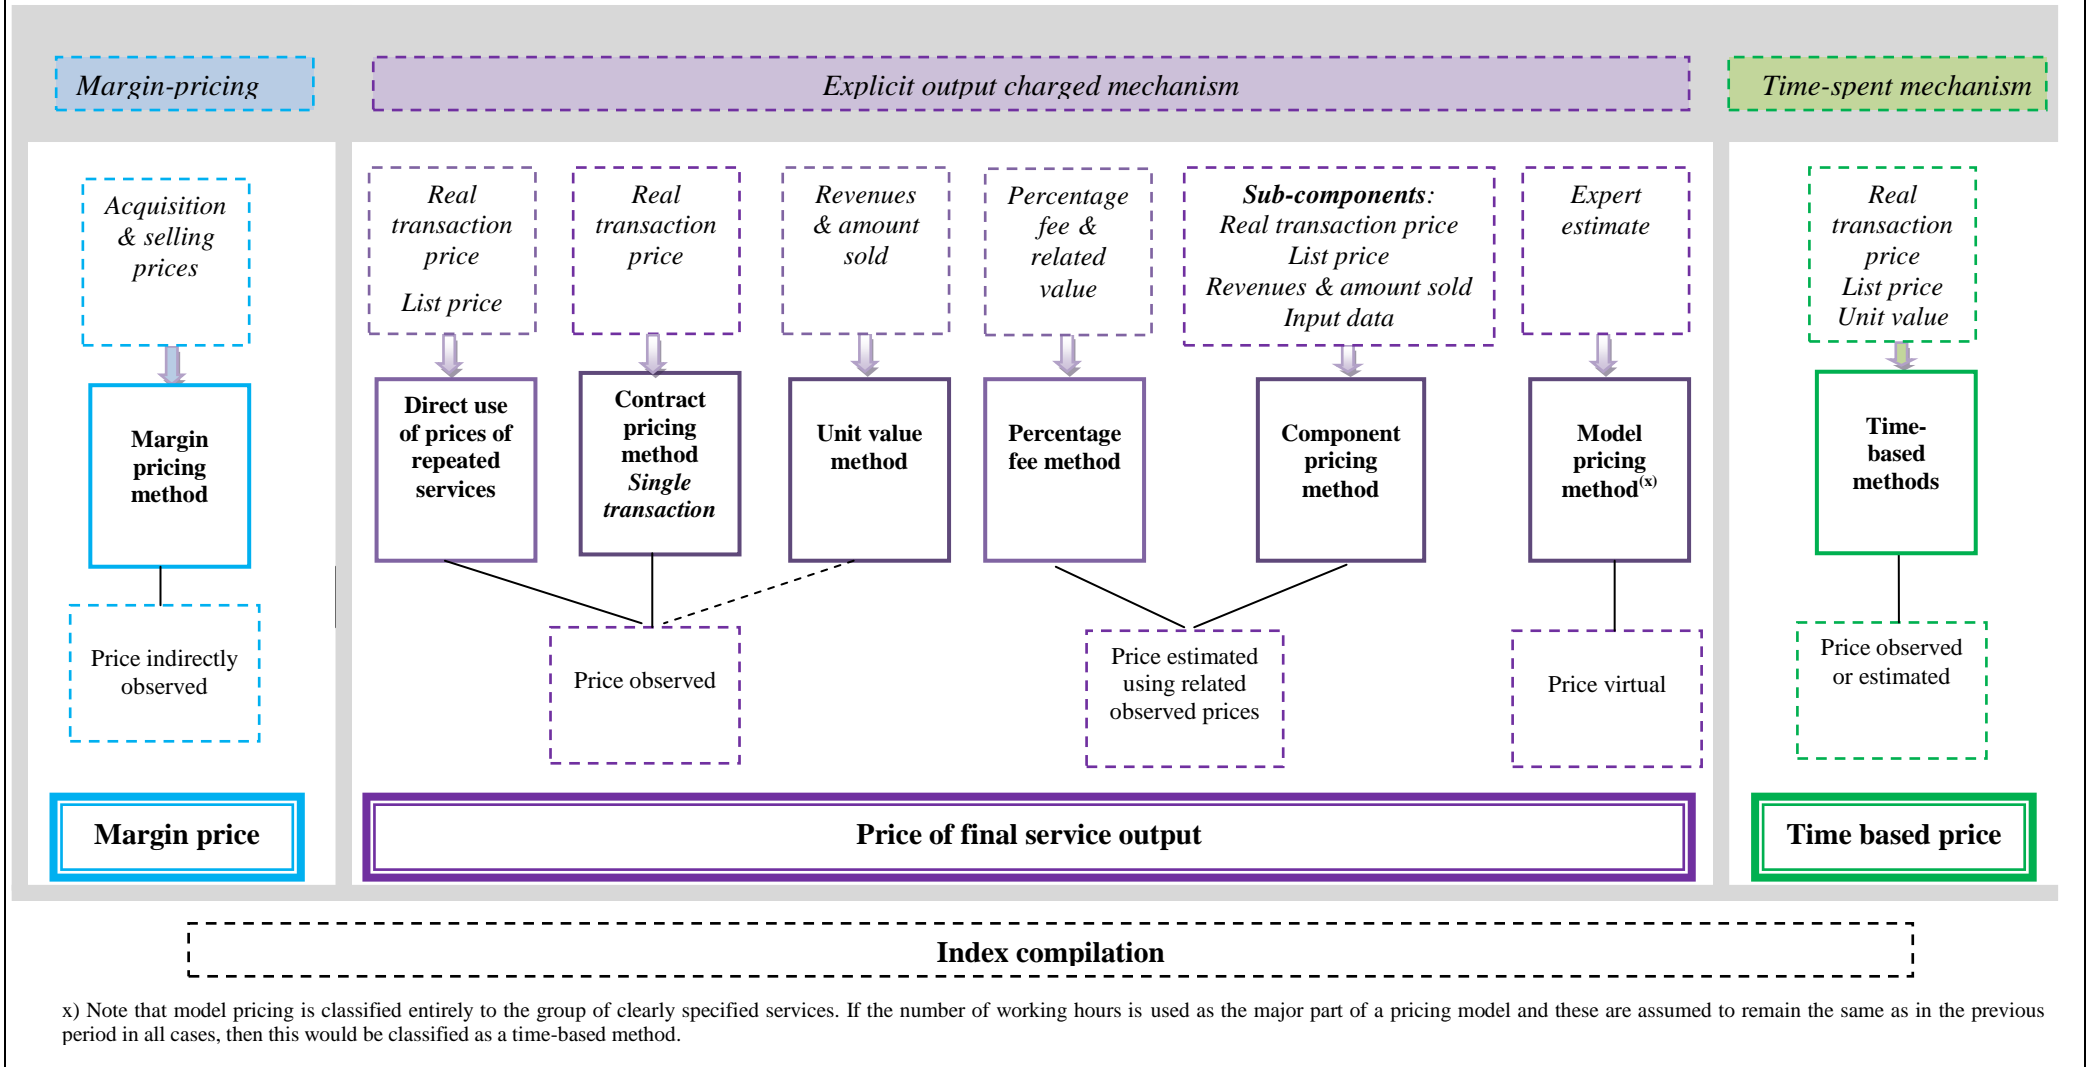 Margin-pricing
Explicit output charged mechanism
Time-spent mechanism
Acquisition
& selling
prices
Real
transaction
price
List price
Real
transaction
price
Revenues
& amount
sold
Percentage
fee &
related
value
Sub-components:
Real transaction price
List price
Revenues & amount sold
Input data
Expert
estimate
Real
transaction
price
List price
Unit value
Margin
pricing
method
Direct use
of prices of
repeated
services
Contract
pricing
method
Single
transaction
Unit value
method
Percentage
fee method
Component
pricing
method
Model
pricing
method(x)
Time-
based
methods
Price indirectly
observed
Price observed
Price estimated
using related
observed prices
Price virtual
Price observed
or estimated
Margin price
Price of final service output
Time based price
Index compilation
x) Note that model pricing is classified entirely to the group of clearly specified services. If the number of working hours is used as the major part of a pricing model and these are assumed to remain the same as in the previous
period in all cases, then this would be classified as a time-based method.